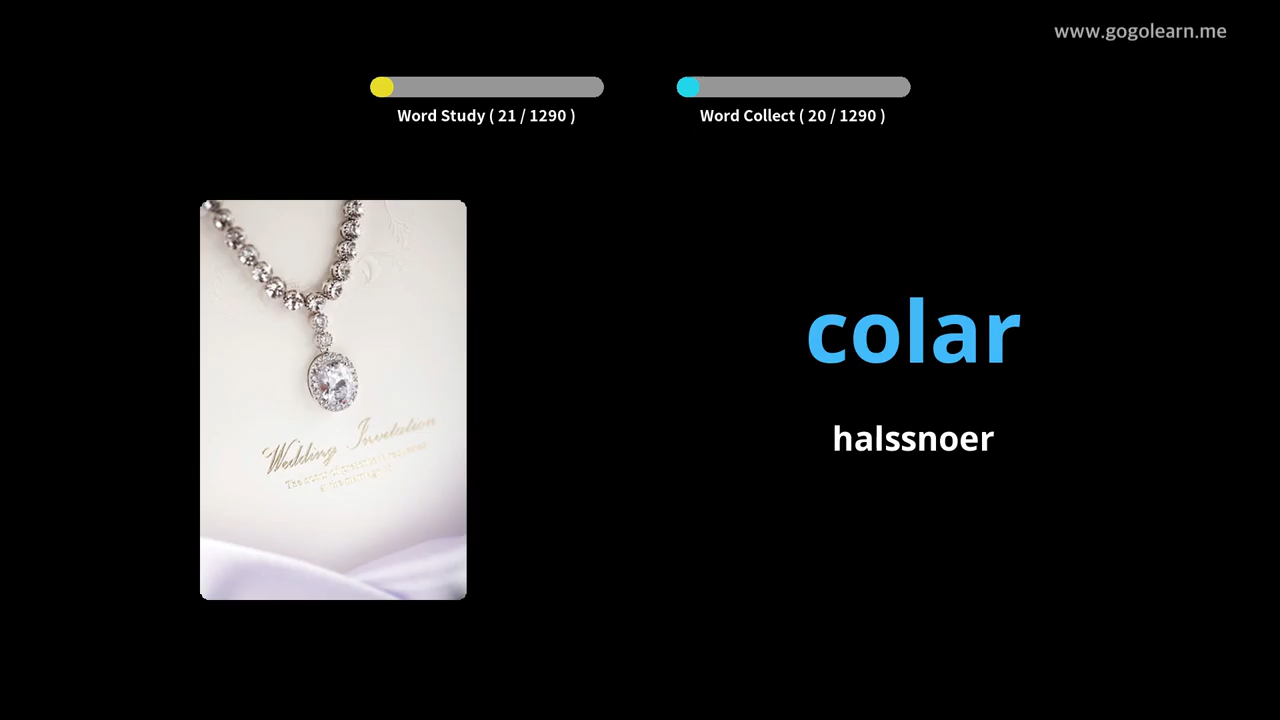 www.gogolearn.me
Word Study ( 21 / 1290 )
Word Collect ( 20 / 1290 )
colar
halssnoer
Wedding Invitation